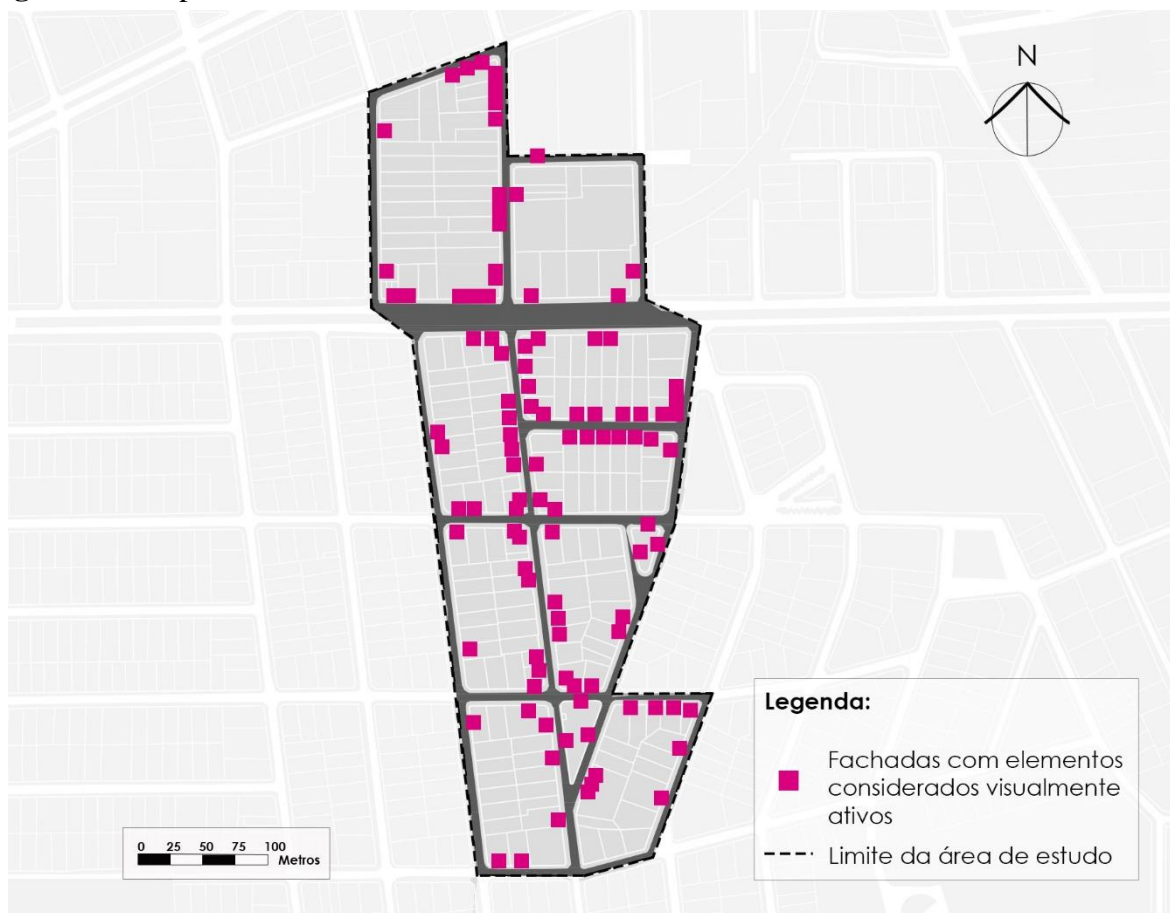 N
Legenda:
Fachadas com elementos
considerados visualmente
ativos
Limite da área de estudo
0 25 50 75 100
Metros